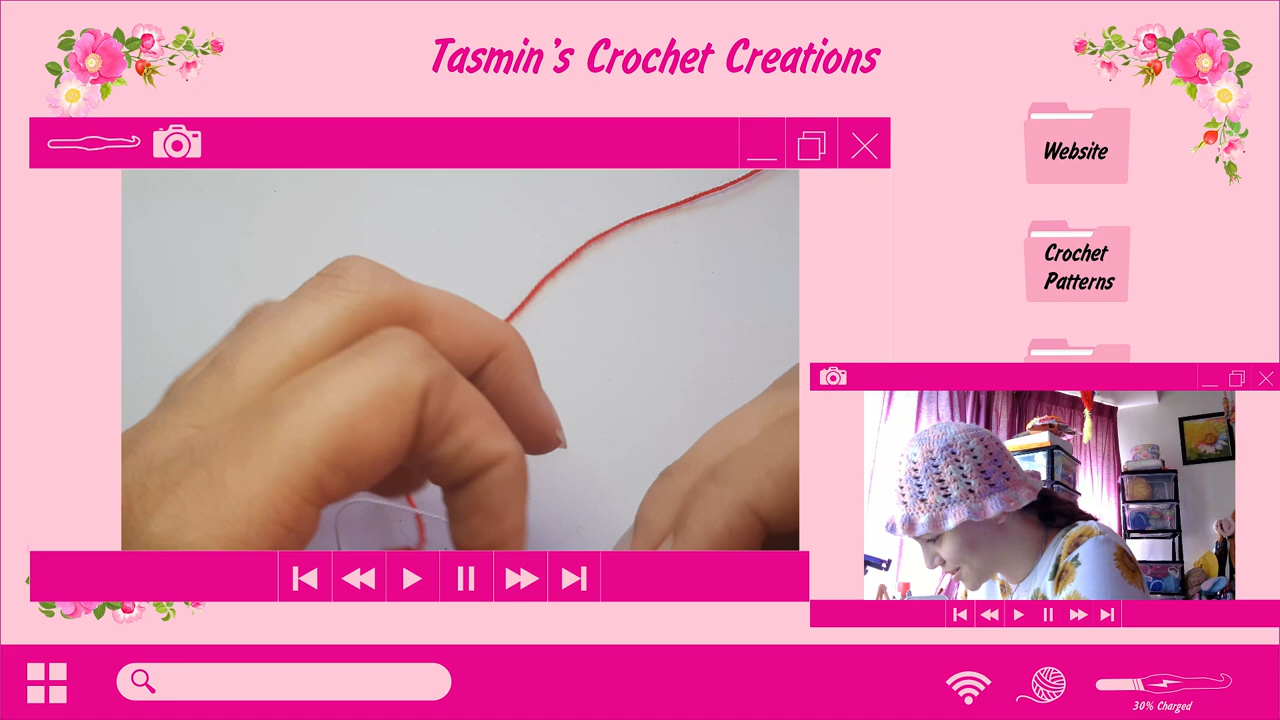 Tasmin's Crochet Creations
Website
Crochet
Patterns
30% Charged